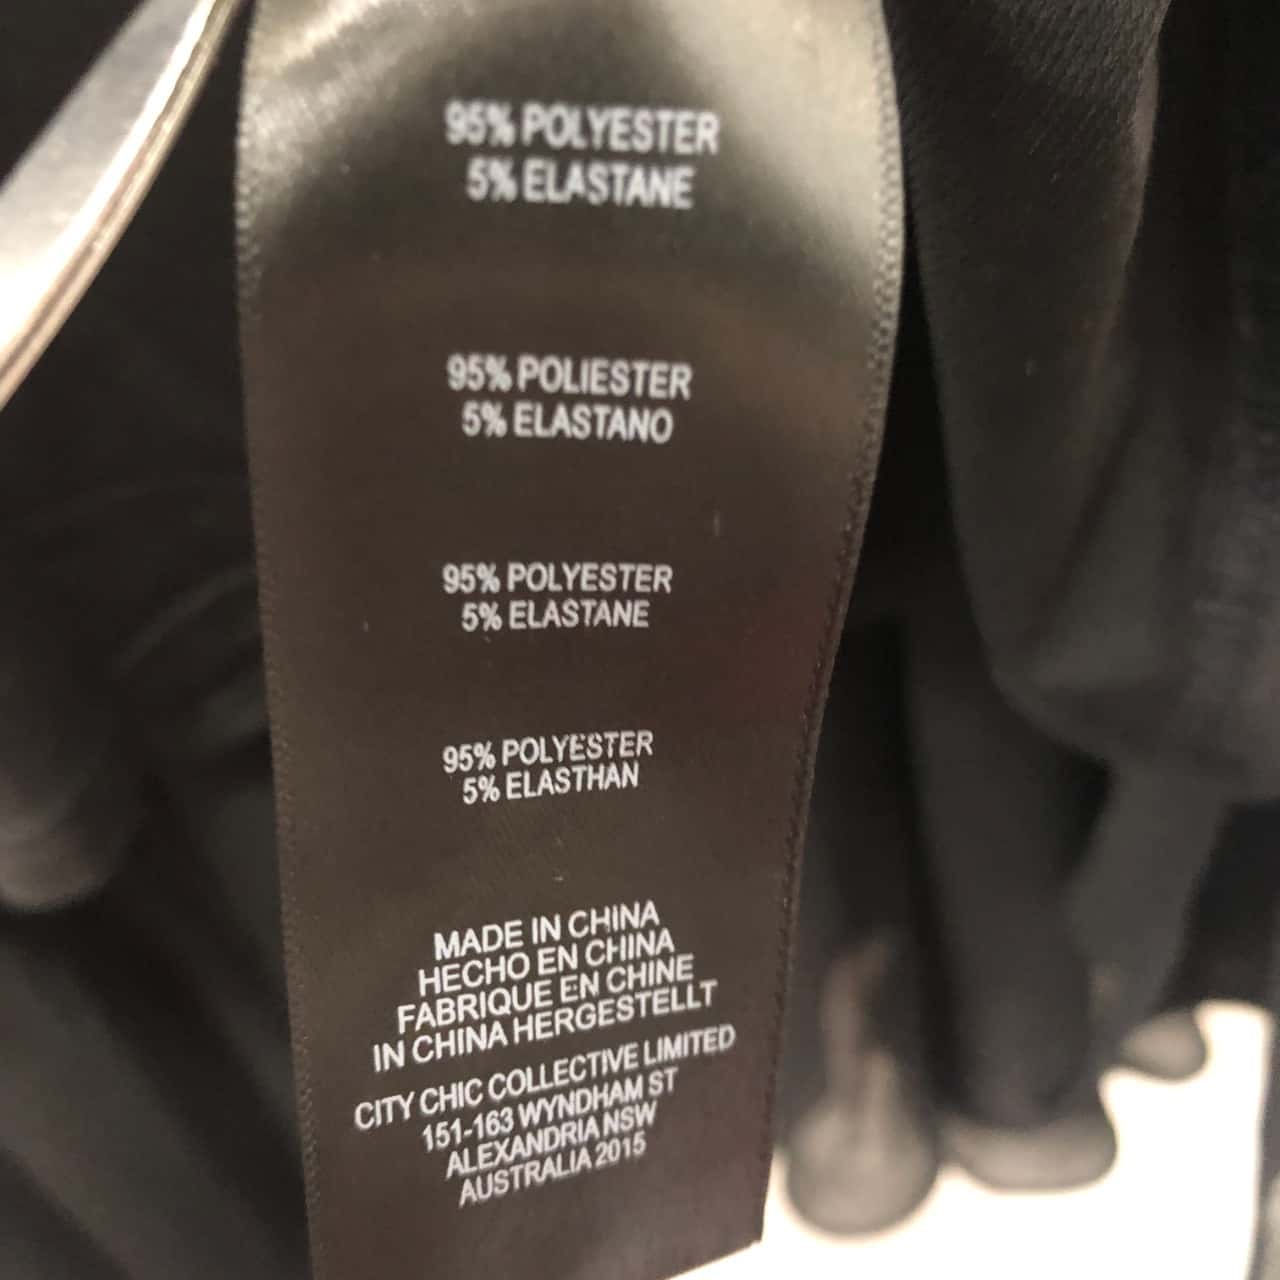 95% POLYESTER
5% ELASTANE
95% POLIESTER
5% ELASTANO
95% POLYESTER
5% ELASTANE
95% POLYESTER
5% ELASTHAN
MADE IN CHINA
HECHO EN CHINA
FABRIQUE EN CHINE
IN CHINA HERGESTELLT
CITY CHIC COLLECTIVE LIMITED
151-163 WYNDHAM ST
ALEXANDRIA NSW
AUSTRALIA 2015